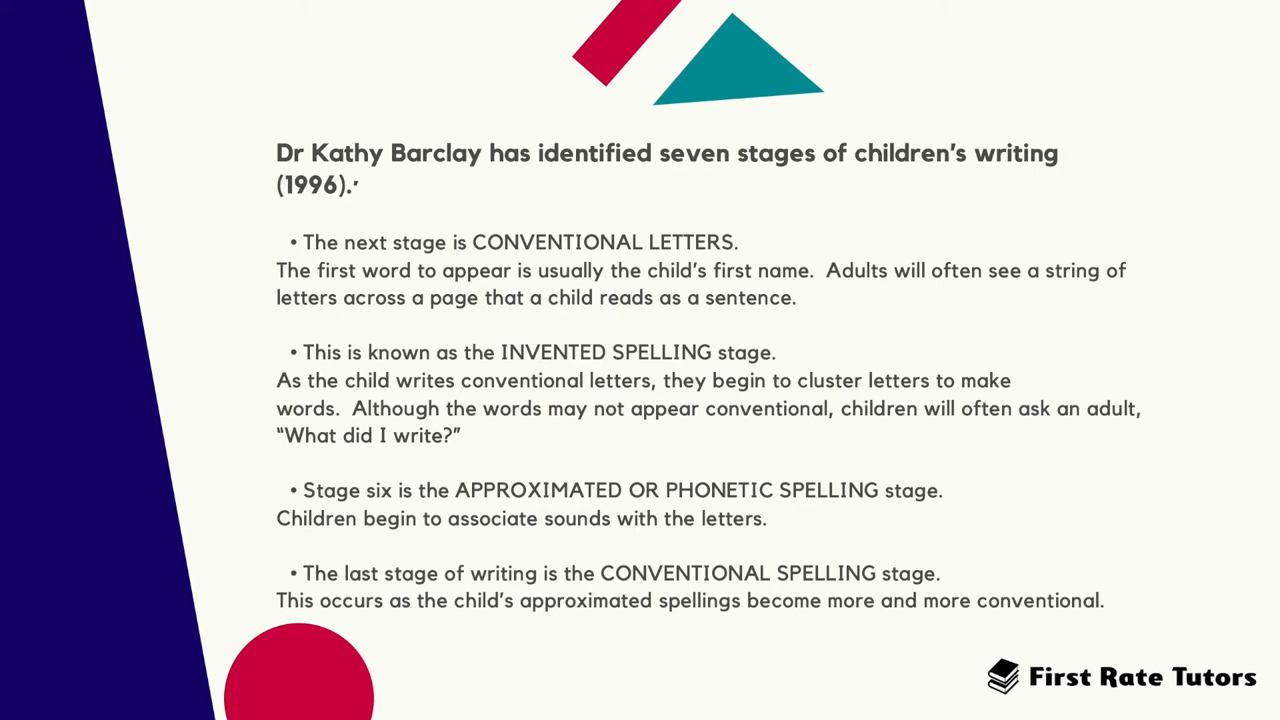 Dr Kathy Barclay has identified seven stages of children’s writing
(1996).‘
• The next stage is CONVENTIONAL LETTERS.
The first word to appear is usually the child’s first name.  Adults will often see a string of
letters across a page that a child reads as a sentence.
• This is known as the INVENTED SPELLING stage.
As the child writes conventional letters, they begin to cluster letters to make
words.  Although the words may not appear conventional, children will often ask an adult,
“What did I write?”
• Stage six is the APPROXIMATED OR PHONETIC SPELLING stage.
Children begin to associate sounds with the letters.
• The last stage of writing is the CONVENTIONAL SPELLING stage.
This occurs as the child’s approximated spellings become more and more conventional.
First Rate Tutors